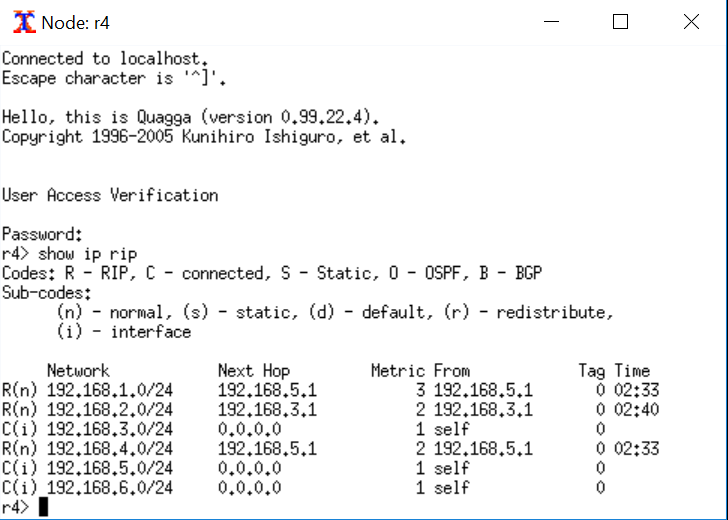 Node: r4
Connected to localhost.
Escape character is '^]'.
Hello, this is Quagga (version 0.99.22.4).
Copyright 1996-2005 Kunihiro Ishiguro, et al.
User Access Verification
Password:
r4> show ip rip
Codes: R - RIP, C - connected, S - Static, O - OSPF, B - BGP
Sub-codes:
(n) - normal, (s) - static, (d) - default, (r) - redistribute,
(i) - interface
Network Next Hop Metric From Tag Time
R(n) 192.168.1.0/24 192.168.5.1 3 192.168.5.1 0 02:33
R(n) 192.168.2.0/24 192.168.3.1 2 192.168.3.1 0 02:40
C(i) 192.168.3.0/24 0.0.0.0 1 self 0
R(n) 192.168.4.0/24 192.168.5.1 2 192.168.5.1 0 02:33
C(i) 192.168.5.0/24 0.0.0.0 1 self 0
C(i) 192.168.6.0/24 0.0.0.0 1 self 0
r4>